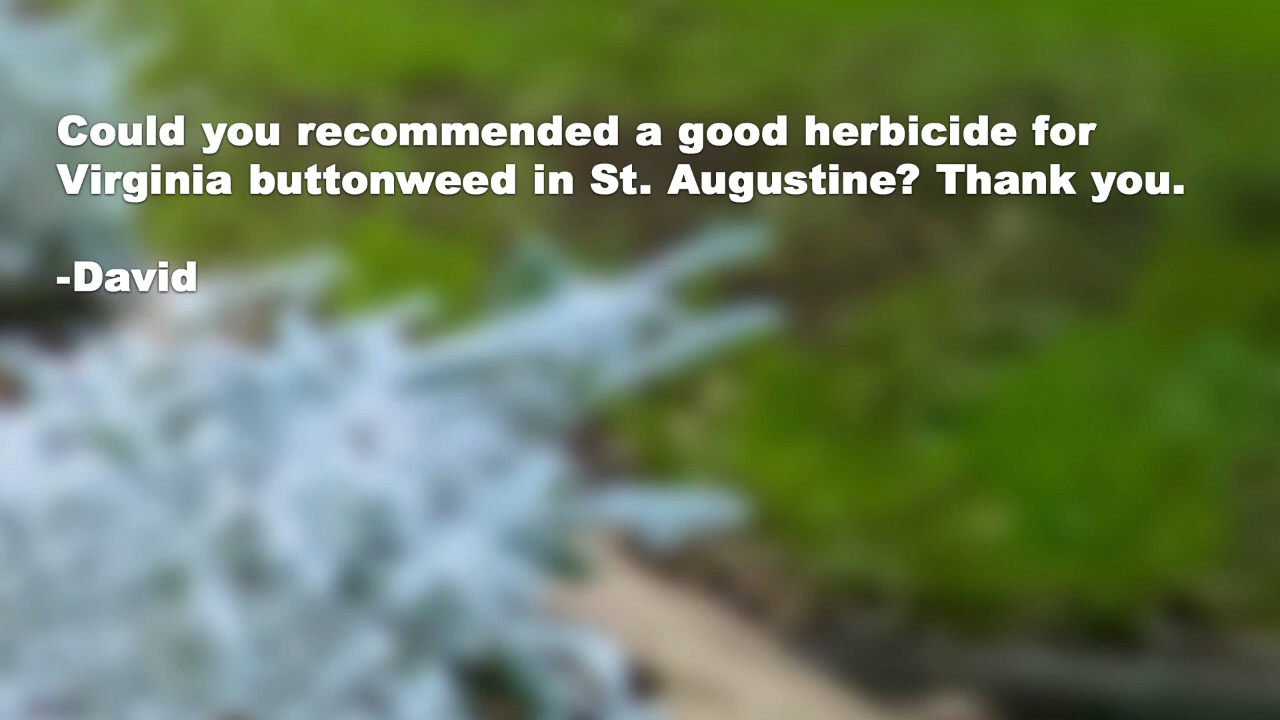 Could you recommended a good herbicide for
Virginia buttonweed in St. Augustine? Thank you.
-David